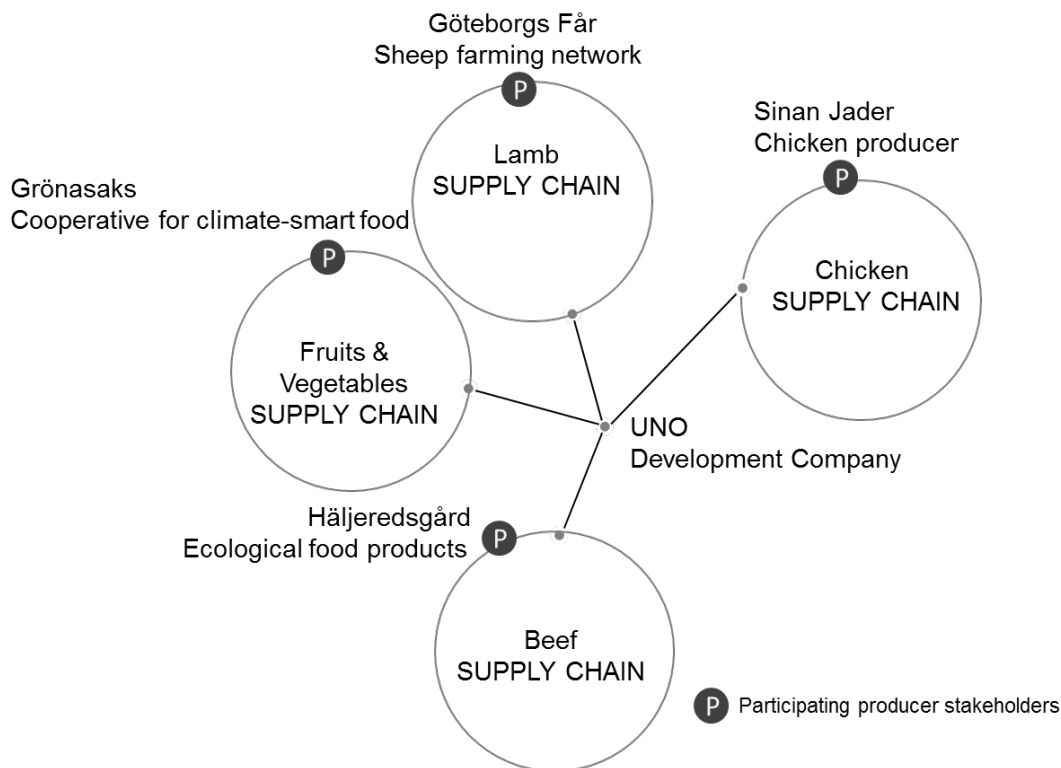 Göteborgs Får
Sheep farming network
P
Lamb
SUPPLY CHAIN
Sinan Jader
Chicken producer
P
Chicken
SUPPLY CHAIN
Grönasaks
Cooperative for climate-smart food
P
Fruits &
Vegetables
SUPPLY CHAIN
UNO
Development Company
Häljeredsgård
Ecological food products
P
Beef
SUPPLY CHAIN
P Participating producer stakeholders